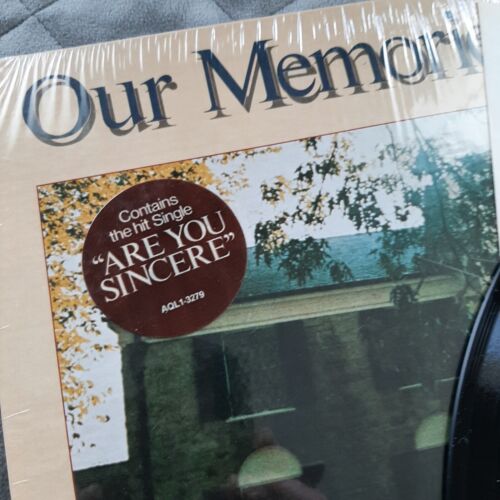 Our Memori
Contains
the hit Single
“ARE YOU
SINCERE”
AQL1-3279